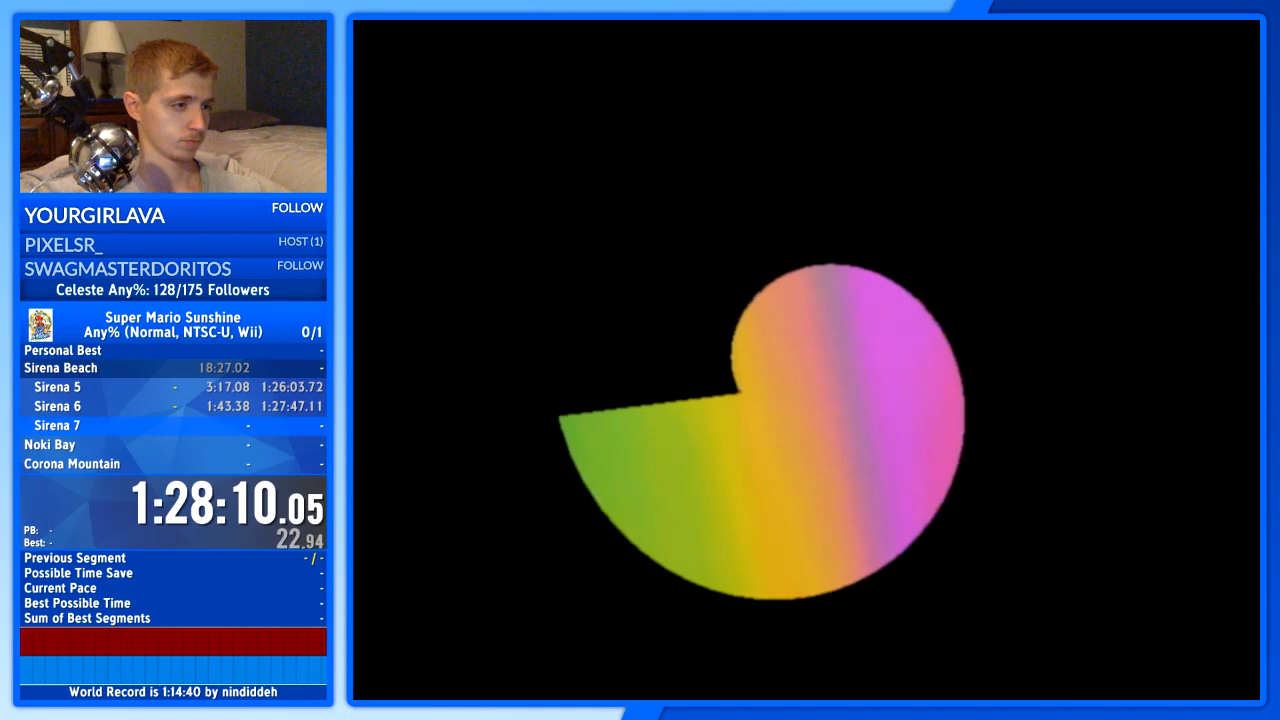 YOURGIRLAVA FOLLOW
PIXELSR_ HOST (1)
SWAGMASTERDORITOS FOLLOW
Celeste Any%: 128/175 Followers
Super Mario Sunshine
Any% (Normal, NTSC-U, Wii) 0/1
Personal Best -
Sirena Beach 18:27.02 -
Sirena 5 - 3:17.08 1:26:03.72
Sirena 6 - 1:43.38 1:27:47.11
Sirena 7 - -
Noki Bay - -
Corona Mountain - -
1:28:10.05
PB: -
Best: - 22.94
Previous Segment - / -
Possible Time Save -
Current Pace -
Best Possible Time -
Sum of Best Segments -
World Record is 1:14:40 by nindiddeh